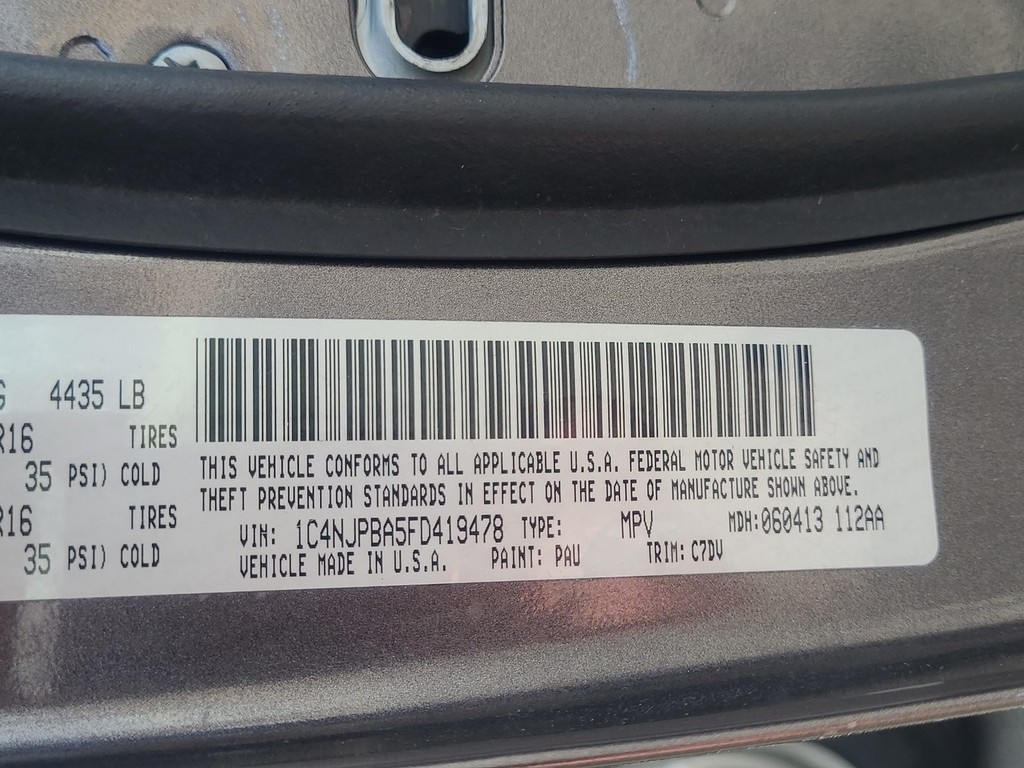 G 4435 LB
R16 TIRES
35 PSI) COLD
R16 TIRES
35 PSI) COLD
THIS VEHICLE CONFORMS TO ALL APPLICABLE U.S.A. FEDERAL MOTOR VEHICLE SAFETY AND
THEFT PREVENTION STANDARDS IN EFFECT ON THE DATE OF MANUFACTURE SHOWN ABOVE.
VIN: 1C4NJPBA5FD419478 TYPE: MPV MDH:060413 112AA
VEHICLE MADE IN U.S.A. PAINT: PAU TRIM: C7DV